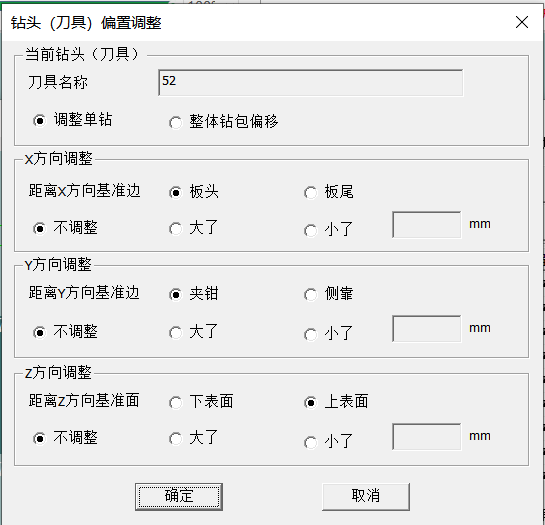 钻头（刀具）偏置调整
当前钻头（刀具）
刀具名称 52
调整单钻 整体钻包偏移
X方向调整
距离X方向基准边 板头 板尾
不调整 大了 小了 mm
Y方向调整
距离Y方向基准边 夹钳 侧靠
不调整 大了 小了 mm
Z方向调整
距离Z方向基准面 下表面 上表面
不调整 大了 小了 mm
确定 取消